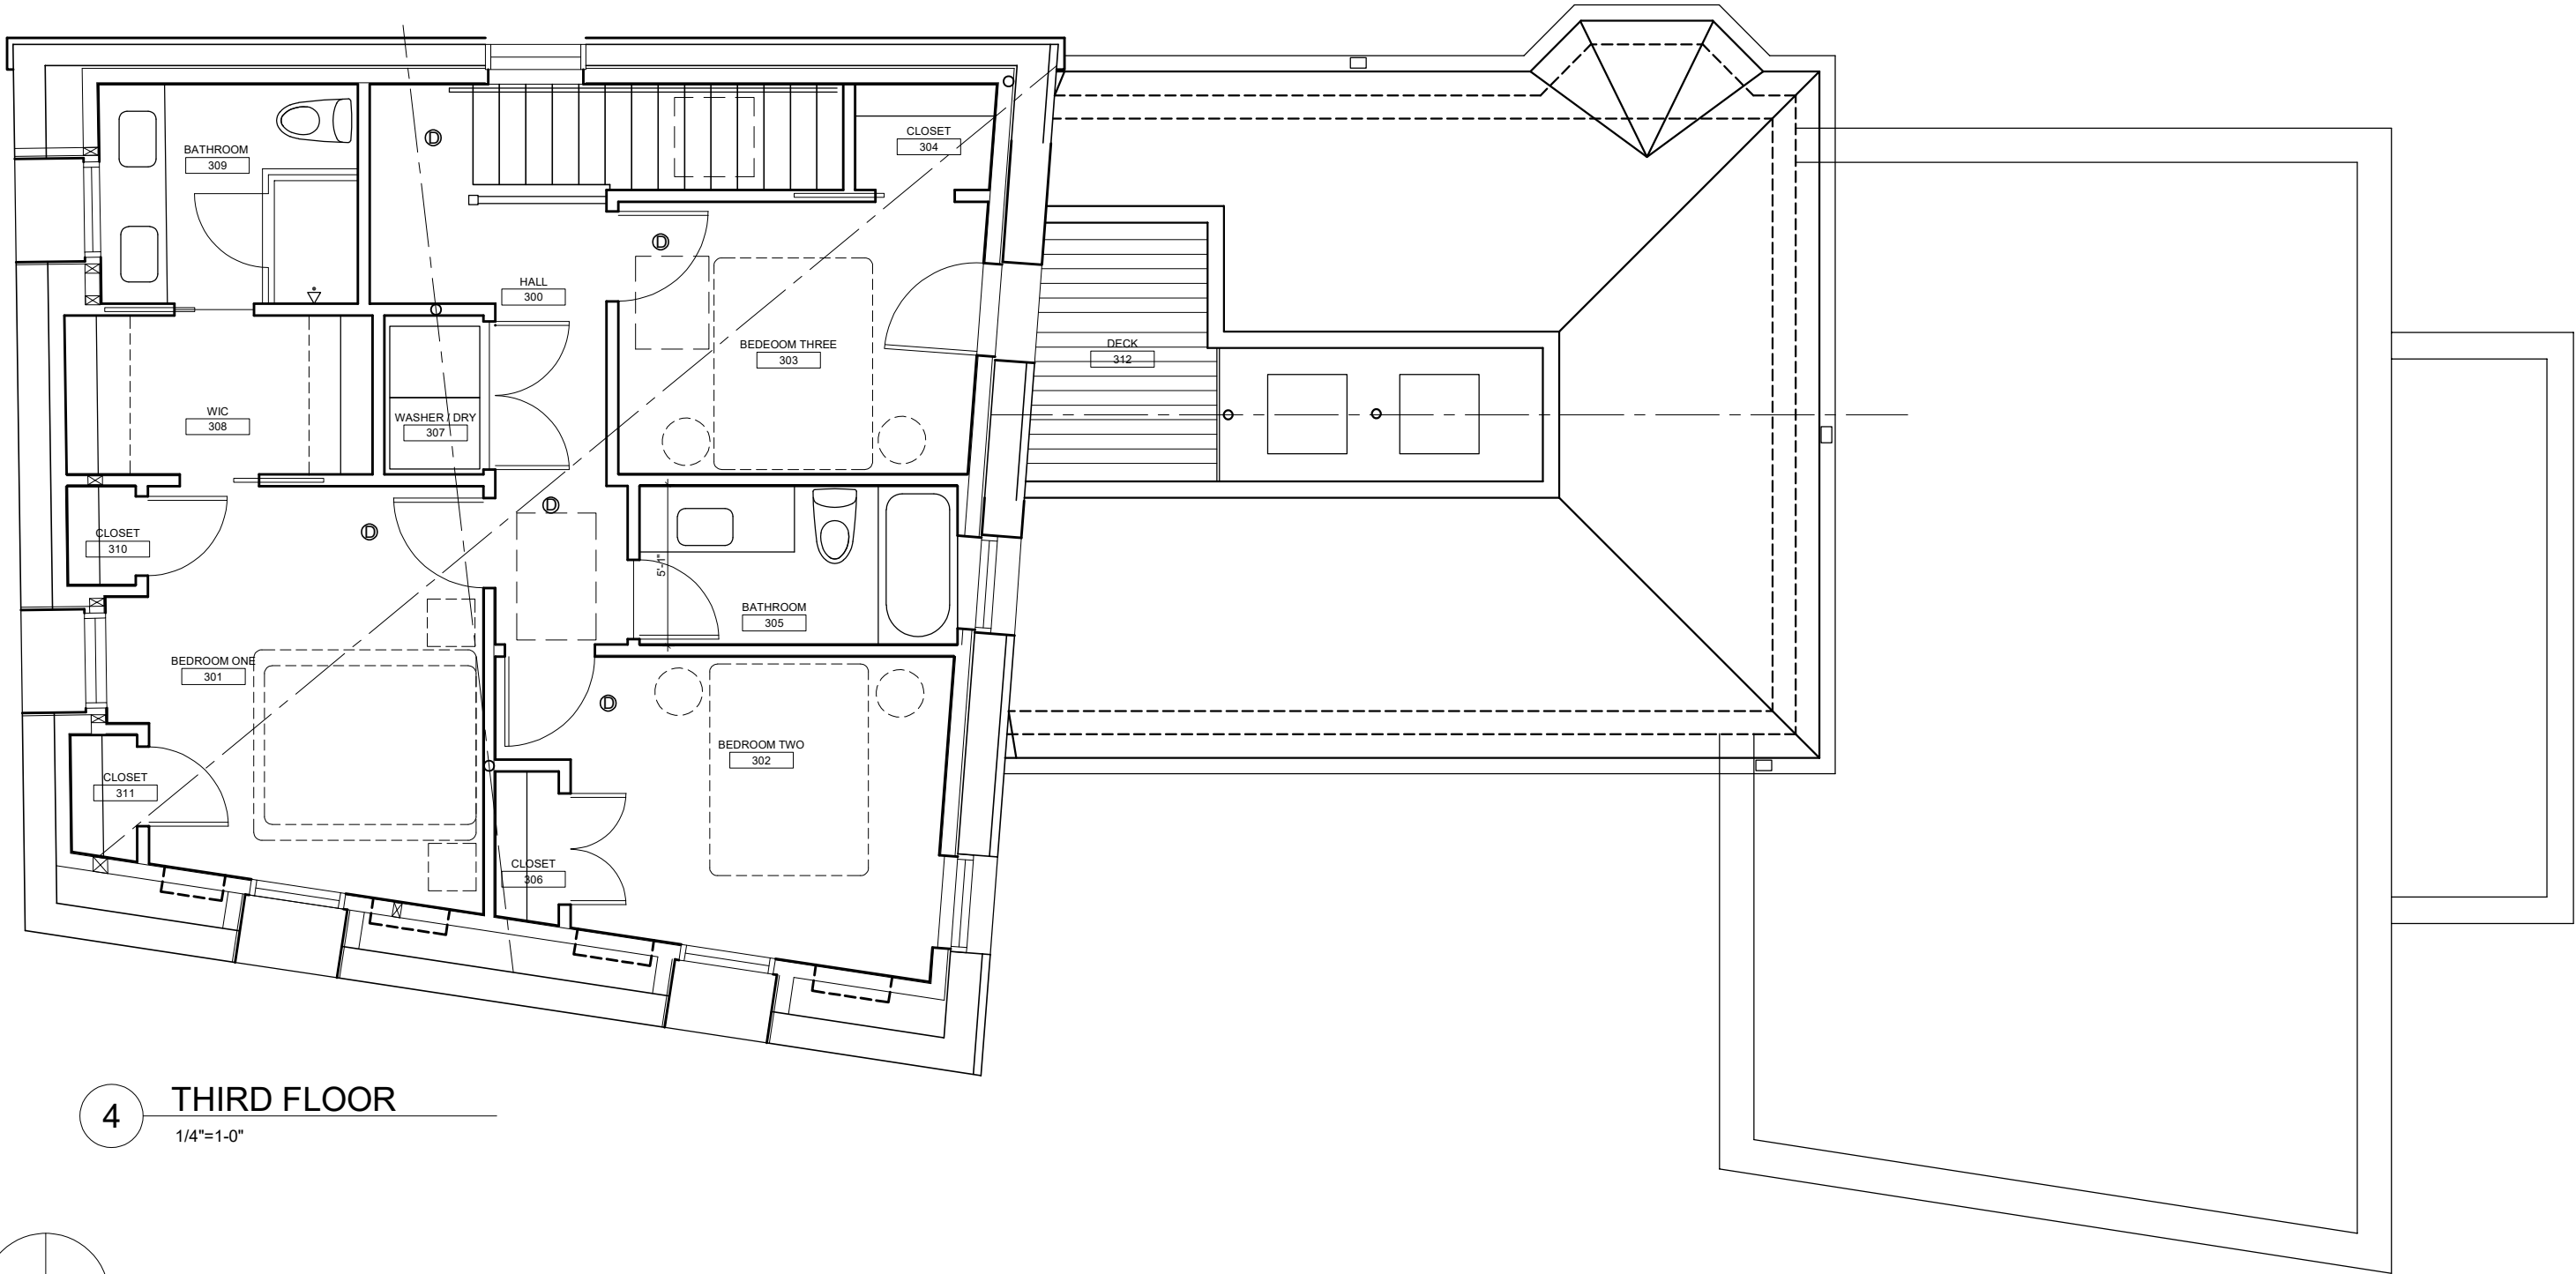 BATHROOM
309
CLOSET
304
D
D
HALL
300
BEDEOOM THREE
303
DECK
312
WIC
308
WASHER / DRY
307
CLOSET
310
D
D
5'-1"
BATHROOM
305
BEDROOM ONE
301
D
BEDROOM TWO
302
CLOSET
311
CLOSET
306
4
THIRD FLOOR
1/4"=1-0"